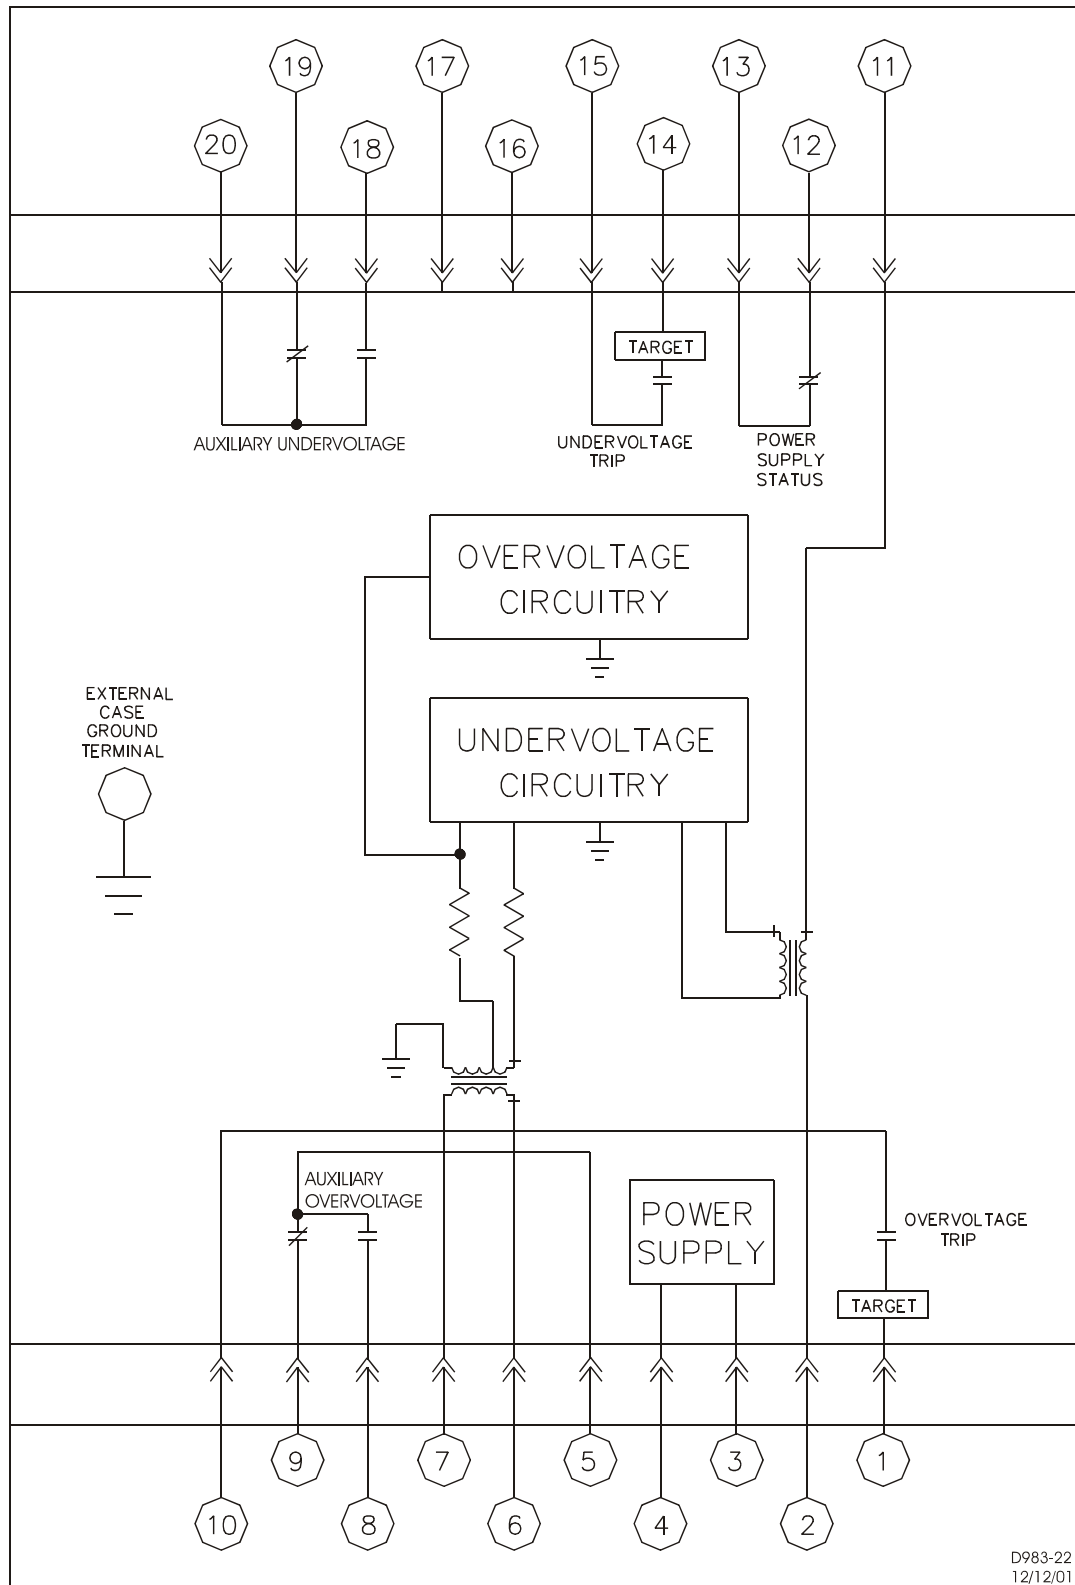 19
17
15
13
11
20
18
16
14
12
TARGET
AUXILIARY UNDERVOLTAGE
UNDERVOLTAGE
TRIP
POWER
SUPPLY
STATUS
OVERVOLTAGE
CIRCUITRY
EXTERNAL
CASE
GROUND
TERMINAL
UNDERVOLTAGE
CIRCUITRY
AUXILIARY
OVERVOLTAGE
POWER
SUPPLY
OVERVOLTAGE
TRIP
TARGET
9
7
5
3
1
10
8
6
4
2
D983-22
12/12/01